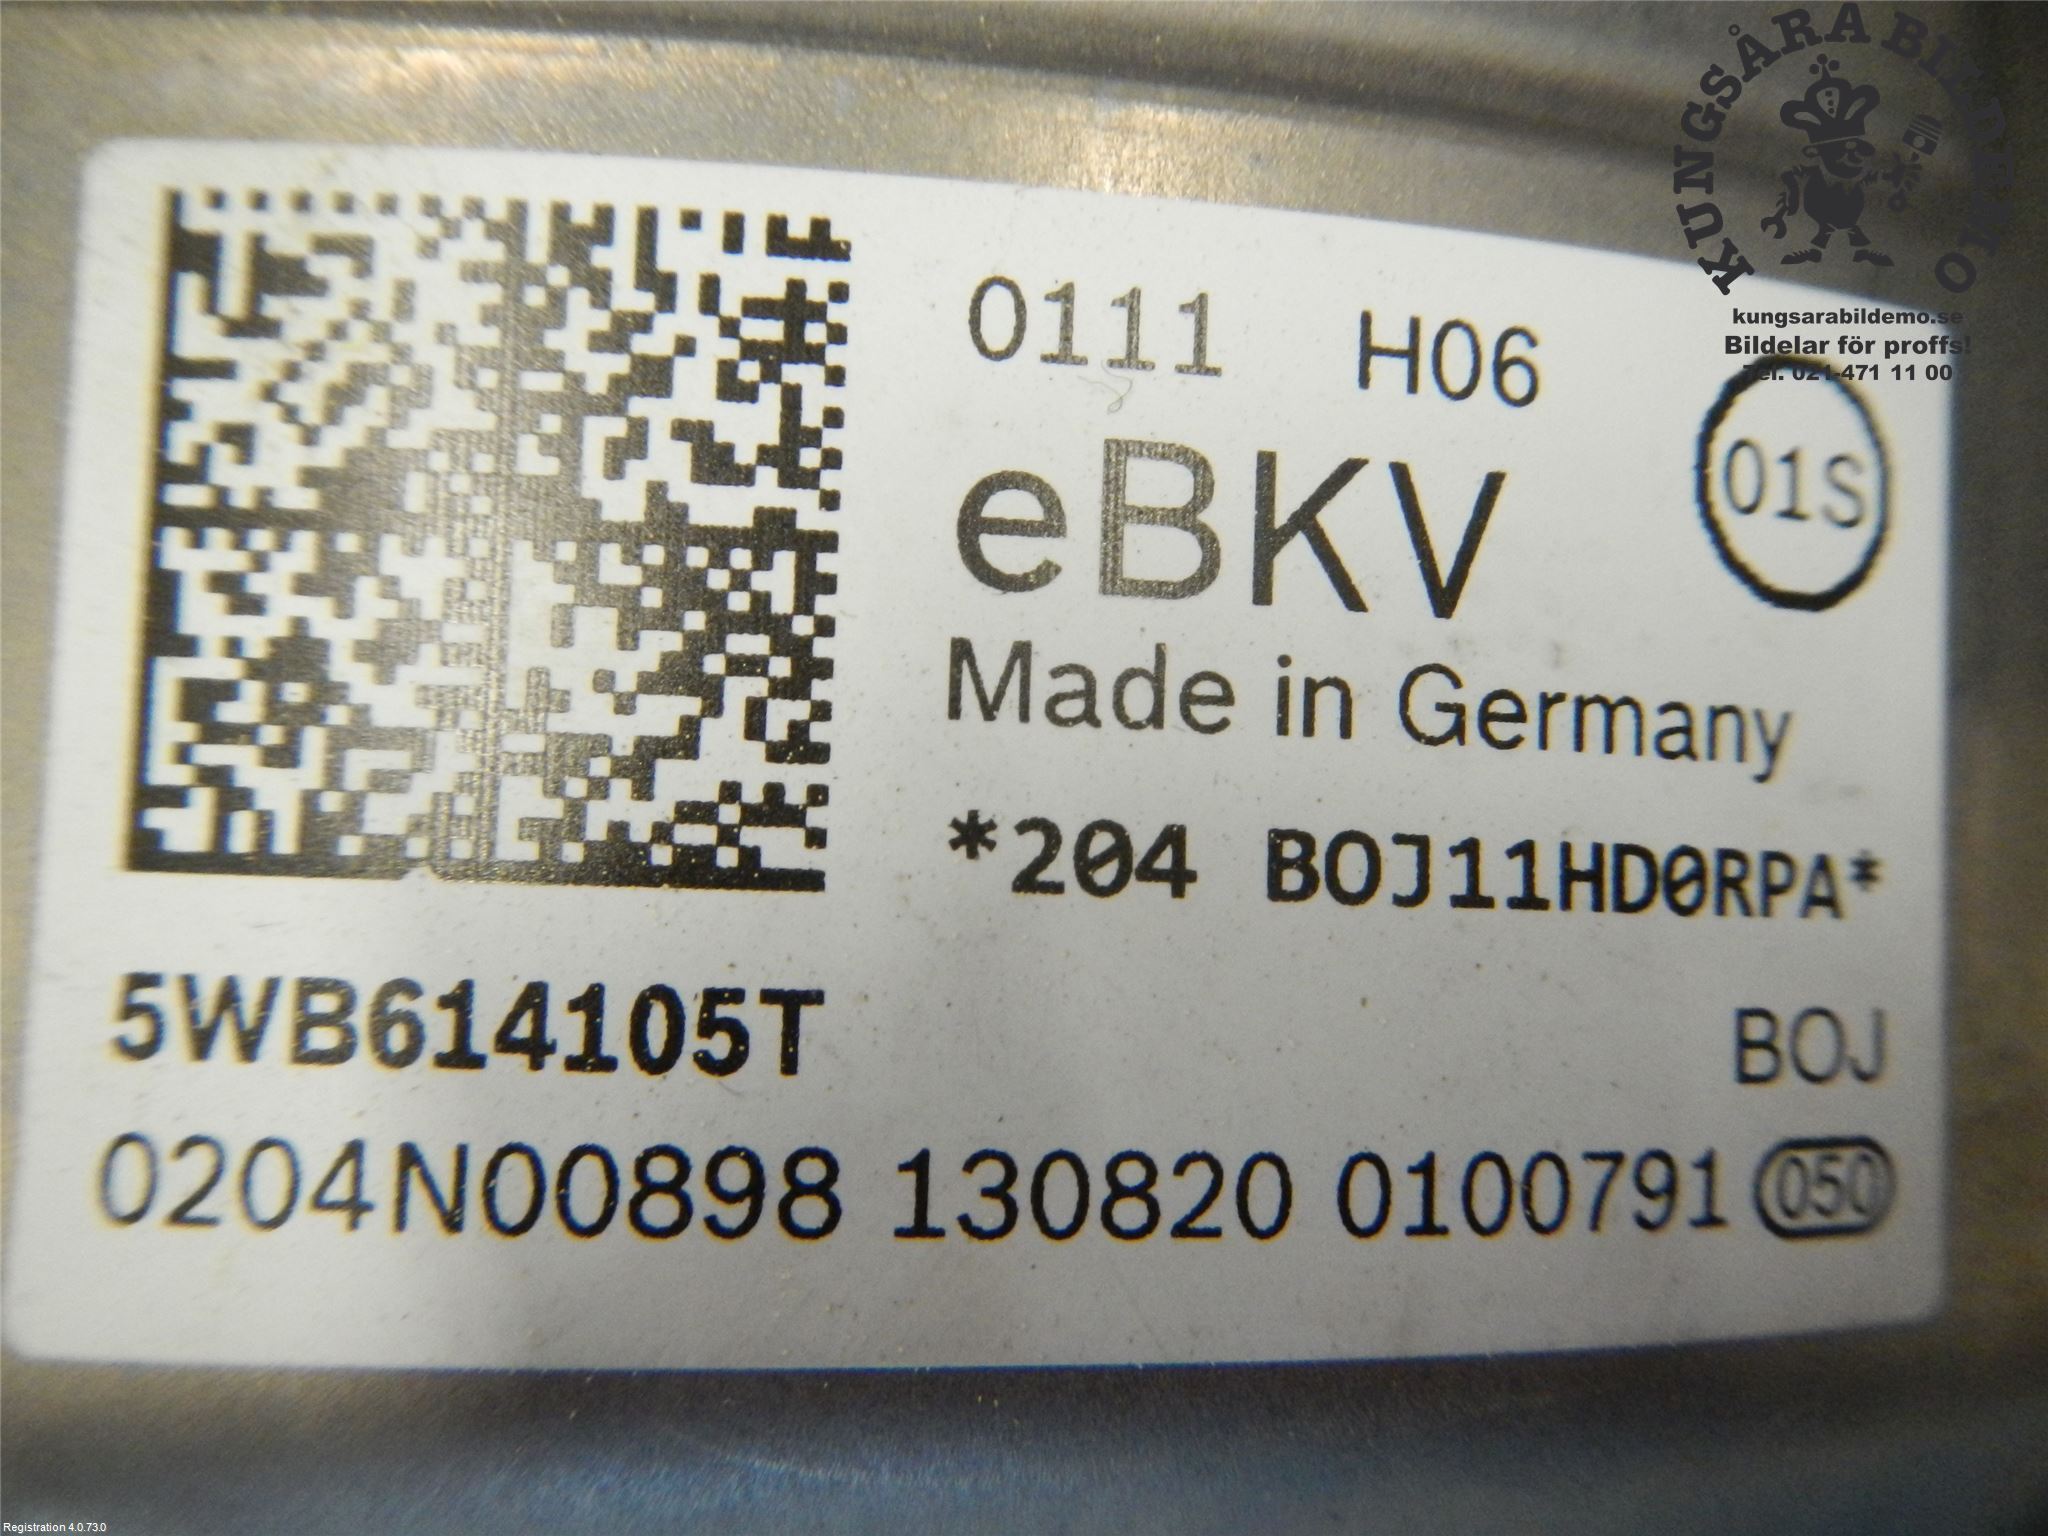 KUNGSÅRA BILDEMO
kungsarabildemo.se
Bildelar för proffs!
Tel. 021-471 11 00
0111 H06
01S
eBKV
Made in Germany
*204 BOJ11HD0RPA*
5WB614105T
BOJ
0204N00898 130820 0100791 050
Registration 4.0.73.0